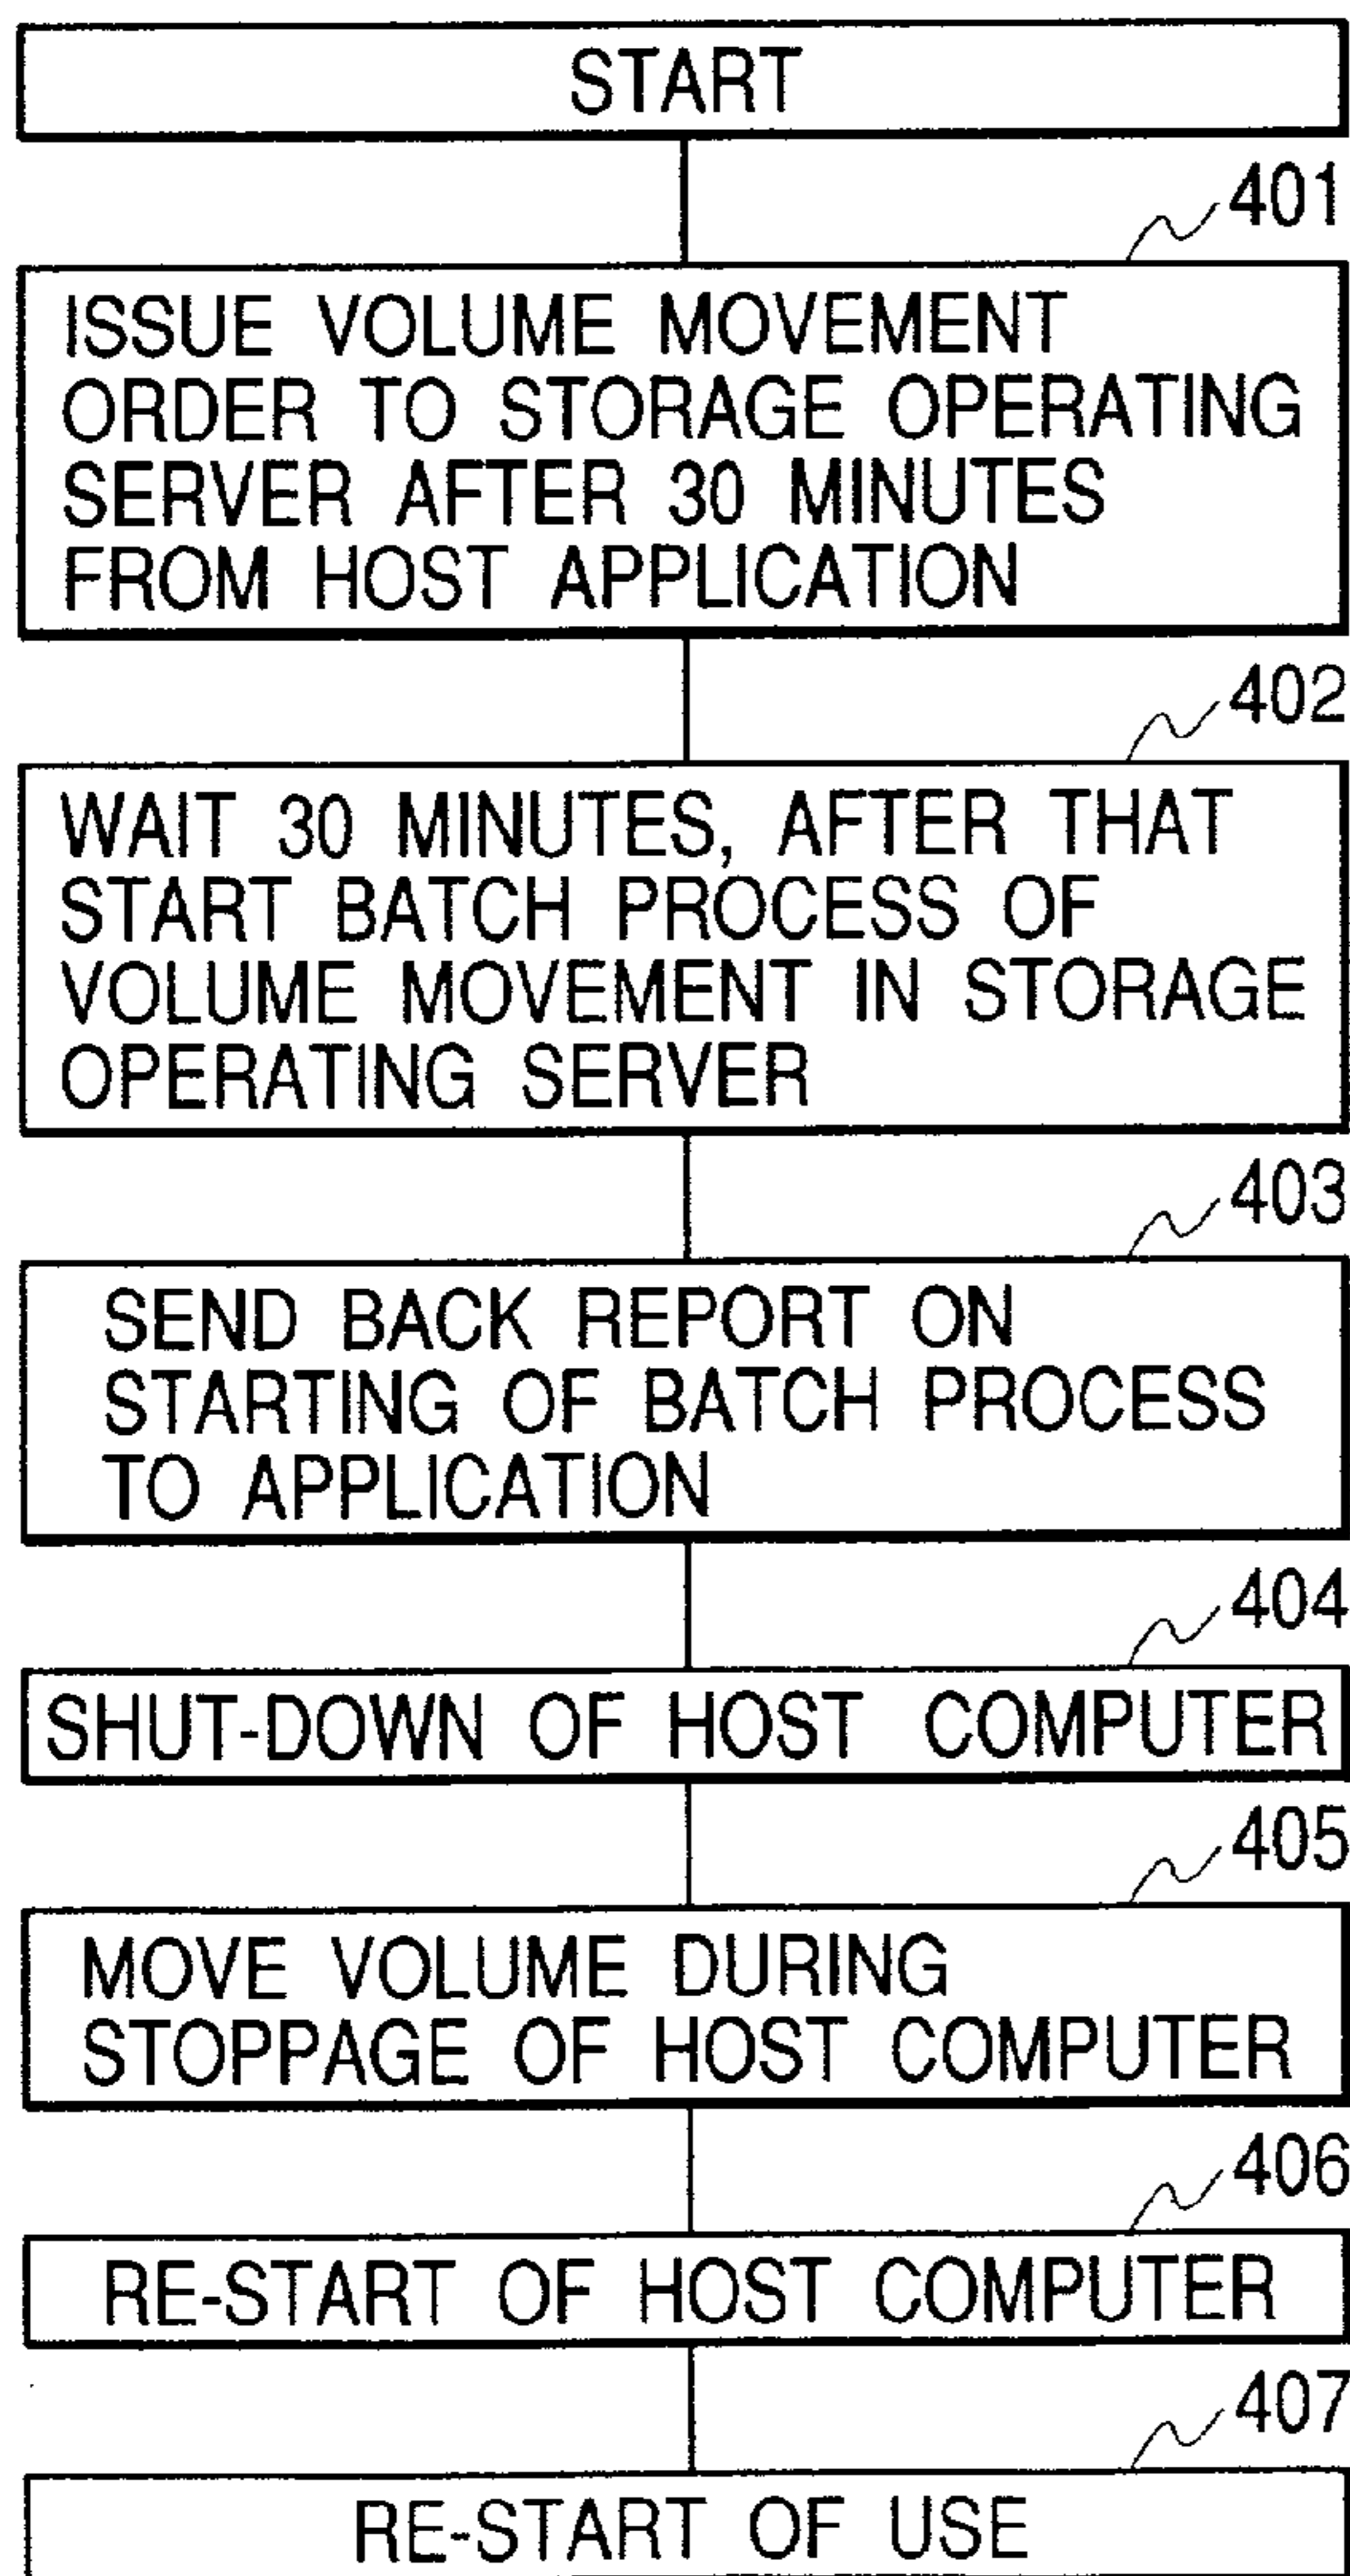 START
401
ISSUE VOLUME MOVEMENT
ORDER TO STORAGE OPERATING
SERVER AFTER 30 MINUTES
FROM HOST APPLICATION
402
WAIT 30 MINUTES, AFTER THAT
START BATCH PROCESS OF
VOLUME MOVEMENT IN STORAGE
OPERATING SERVER
403
SEND BACK REPORT ON
STARTING OF BATCH PROCESS
TO APPLICATION
404
SHUT-DOWN OF HOST COMPUTER
405
MOVE VOLUME DURING
STOPPAGE OF HOST COMPUTER
406
RE-START OF HOST COMPUTER
407
RE-START OF USE